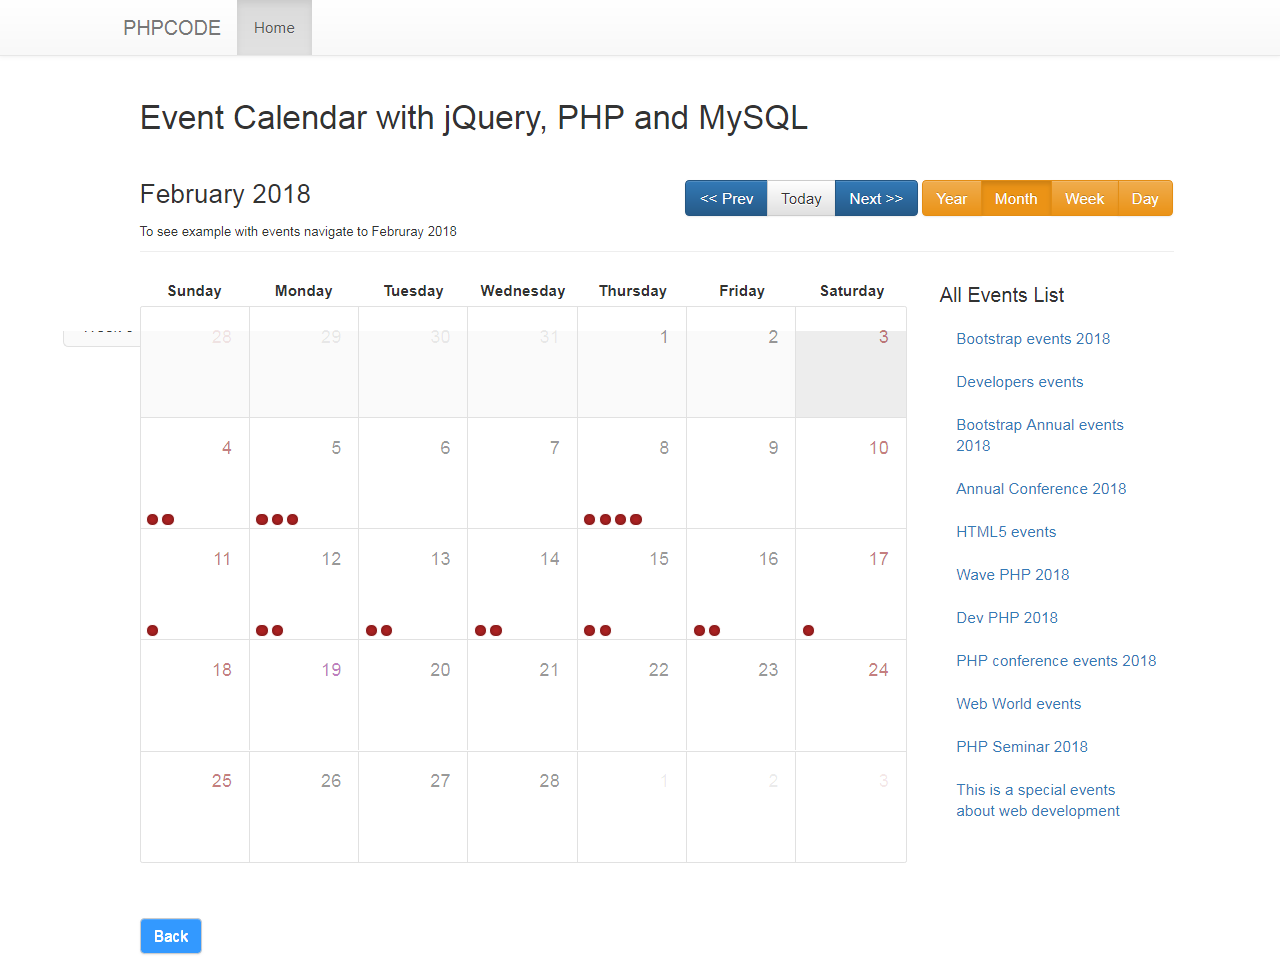 PHPCODE Home
Event Calendar with jQuery, PHP and MySQL
February 2018
<< Prev Today Next >> Year Month Week Day
To see example with events navigate to Februray 2018
Sunday Monday Tuesday Wednesday Thursday Friday Saturday
28 29 30 31 1 2 3
4 5 6 7 8 9 10
11 12 13 14 15 16 17
18 19 20 21 22 23 24
25 26 27 28 1 2 3
All Events List
Bootstrap events 2018
Developers events
Bootstrap Annual events
2018
Annual Conference 2018
HTML5 events
Wave PHP 2018
Dev PHP 2018
PHP conference events 2018
Web World events
PHP Seminar 2018
This is a special events
about web development
Back